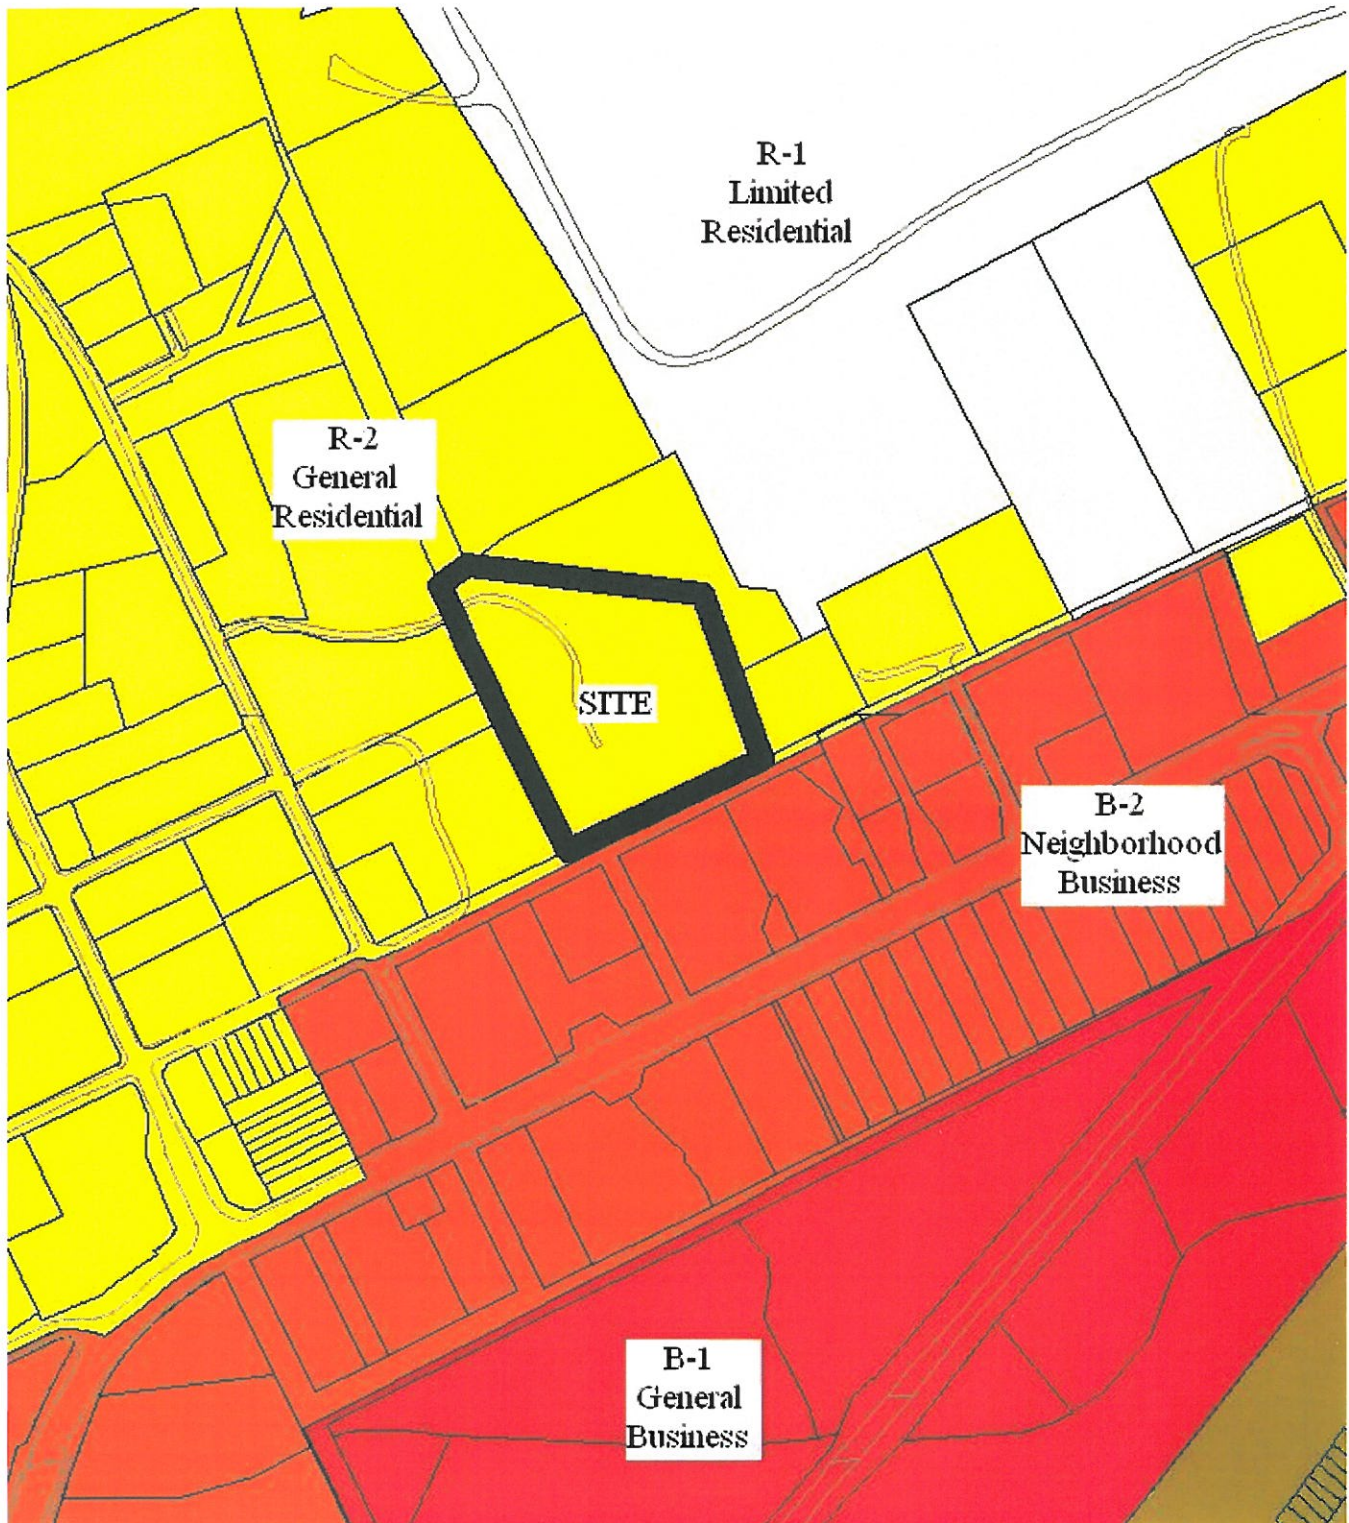 R-1
Limited
Residential
R-2
General
Residential
SITE
B-2
Neighborhood
Business
B-1
General
Business